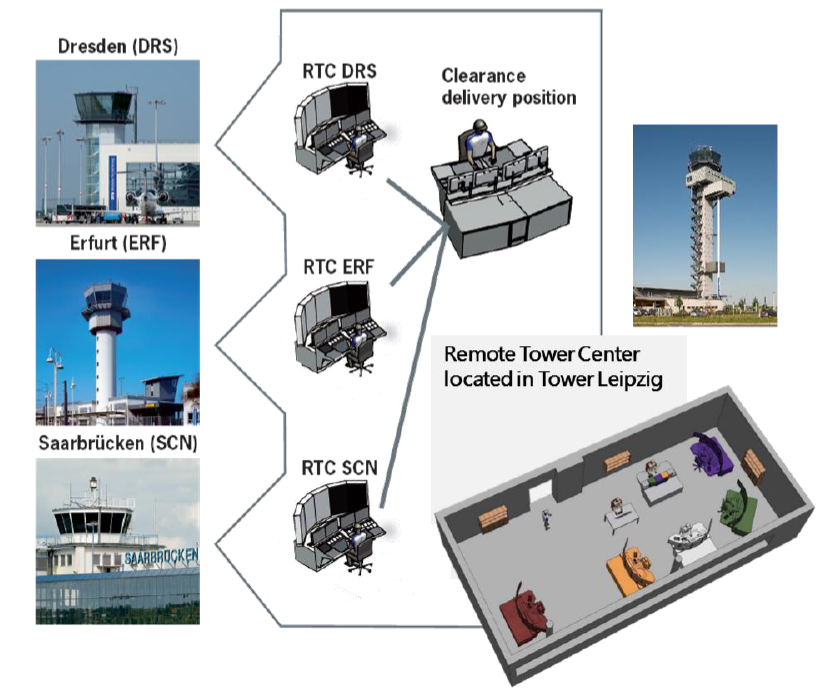 Dresden (DRS)
RTC DRS
Clearance
delivery position
Erfurt (ERF)
RTC ERF
Remote Tower Center
located in Tower Leipzig
Saarbrücken (SCN)
RTC SCN
SAARBRÜCKEN